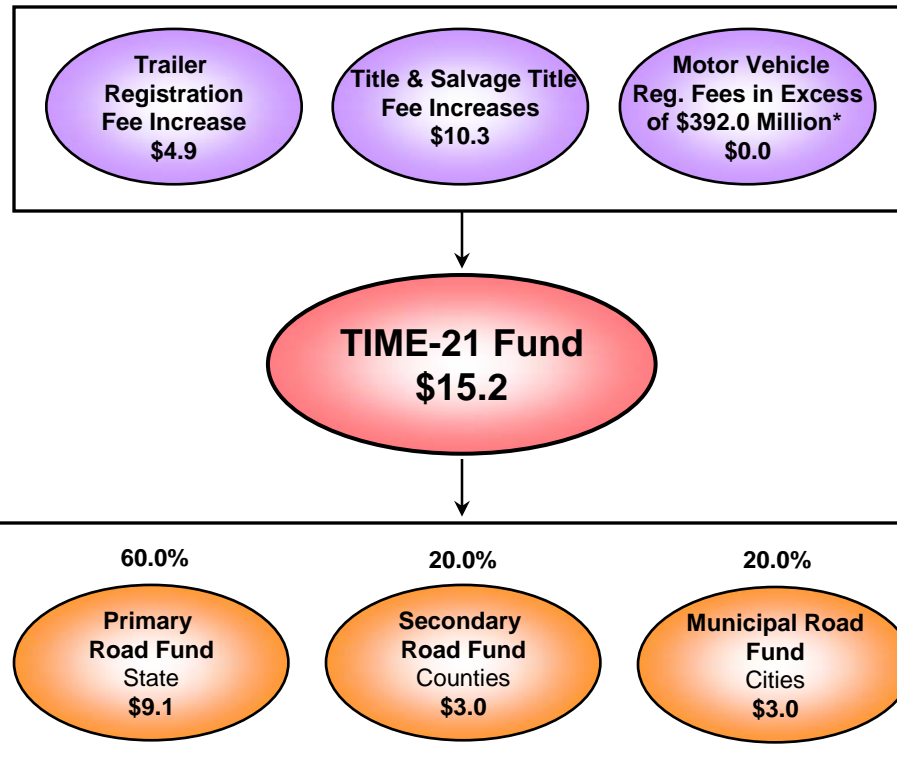 Trailer
Registration
Fee Increase
$4.9
Title & Salvage Title
Fee Increases
$10.3
Motor Vehicle
Reg. Fees in Excess
of $392.0 Million*
$0.0
TIME-21 Fund
$15.2
60.0%
20.0%
20.0%
Primary
Road Fund
State
$9.1
Secondary
Road Fund
Counties
$3.0
Municipal Road
Fund
Cities
$3.0